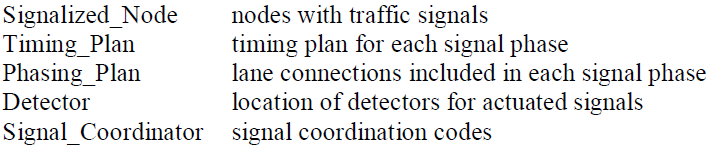 Signalized_Node nodes with traffic signals
Timing_Plan timing plan for each signal phase
Phasing_Plan lane connections included in each signal phase
Detector location of detectors for actuated signals
Signal_Coordinator signal coordination codes